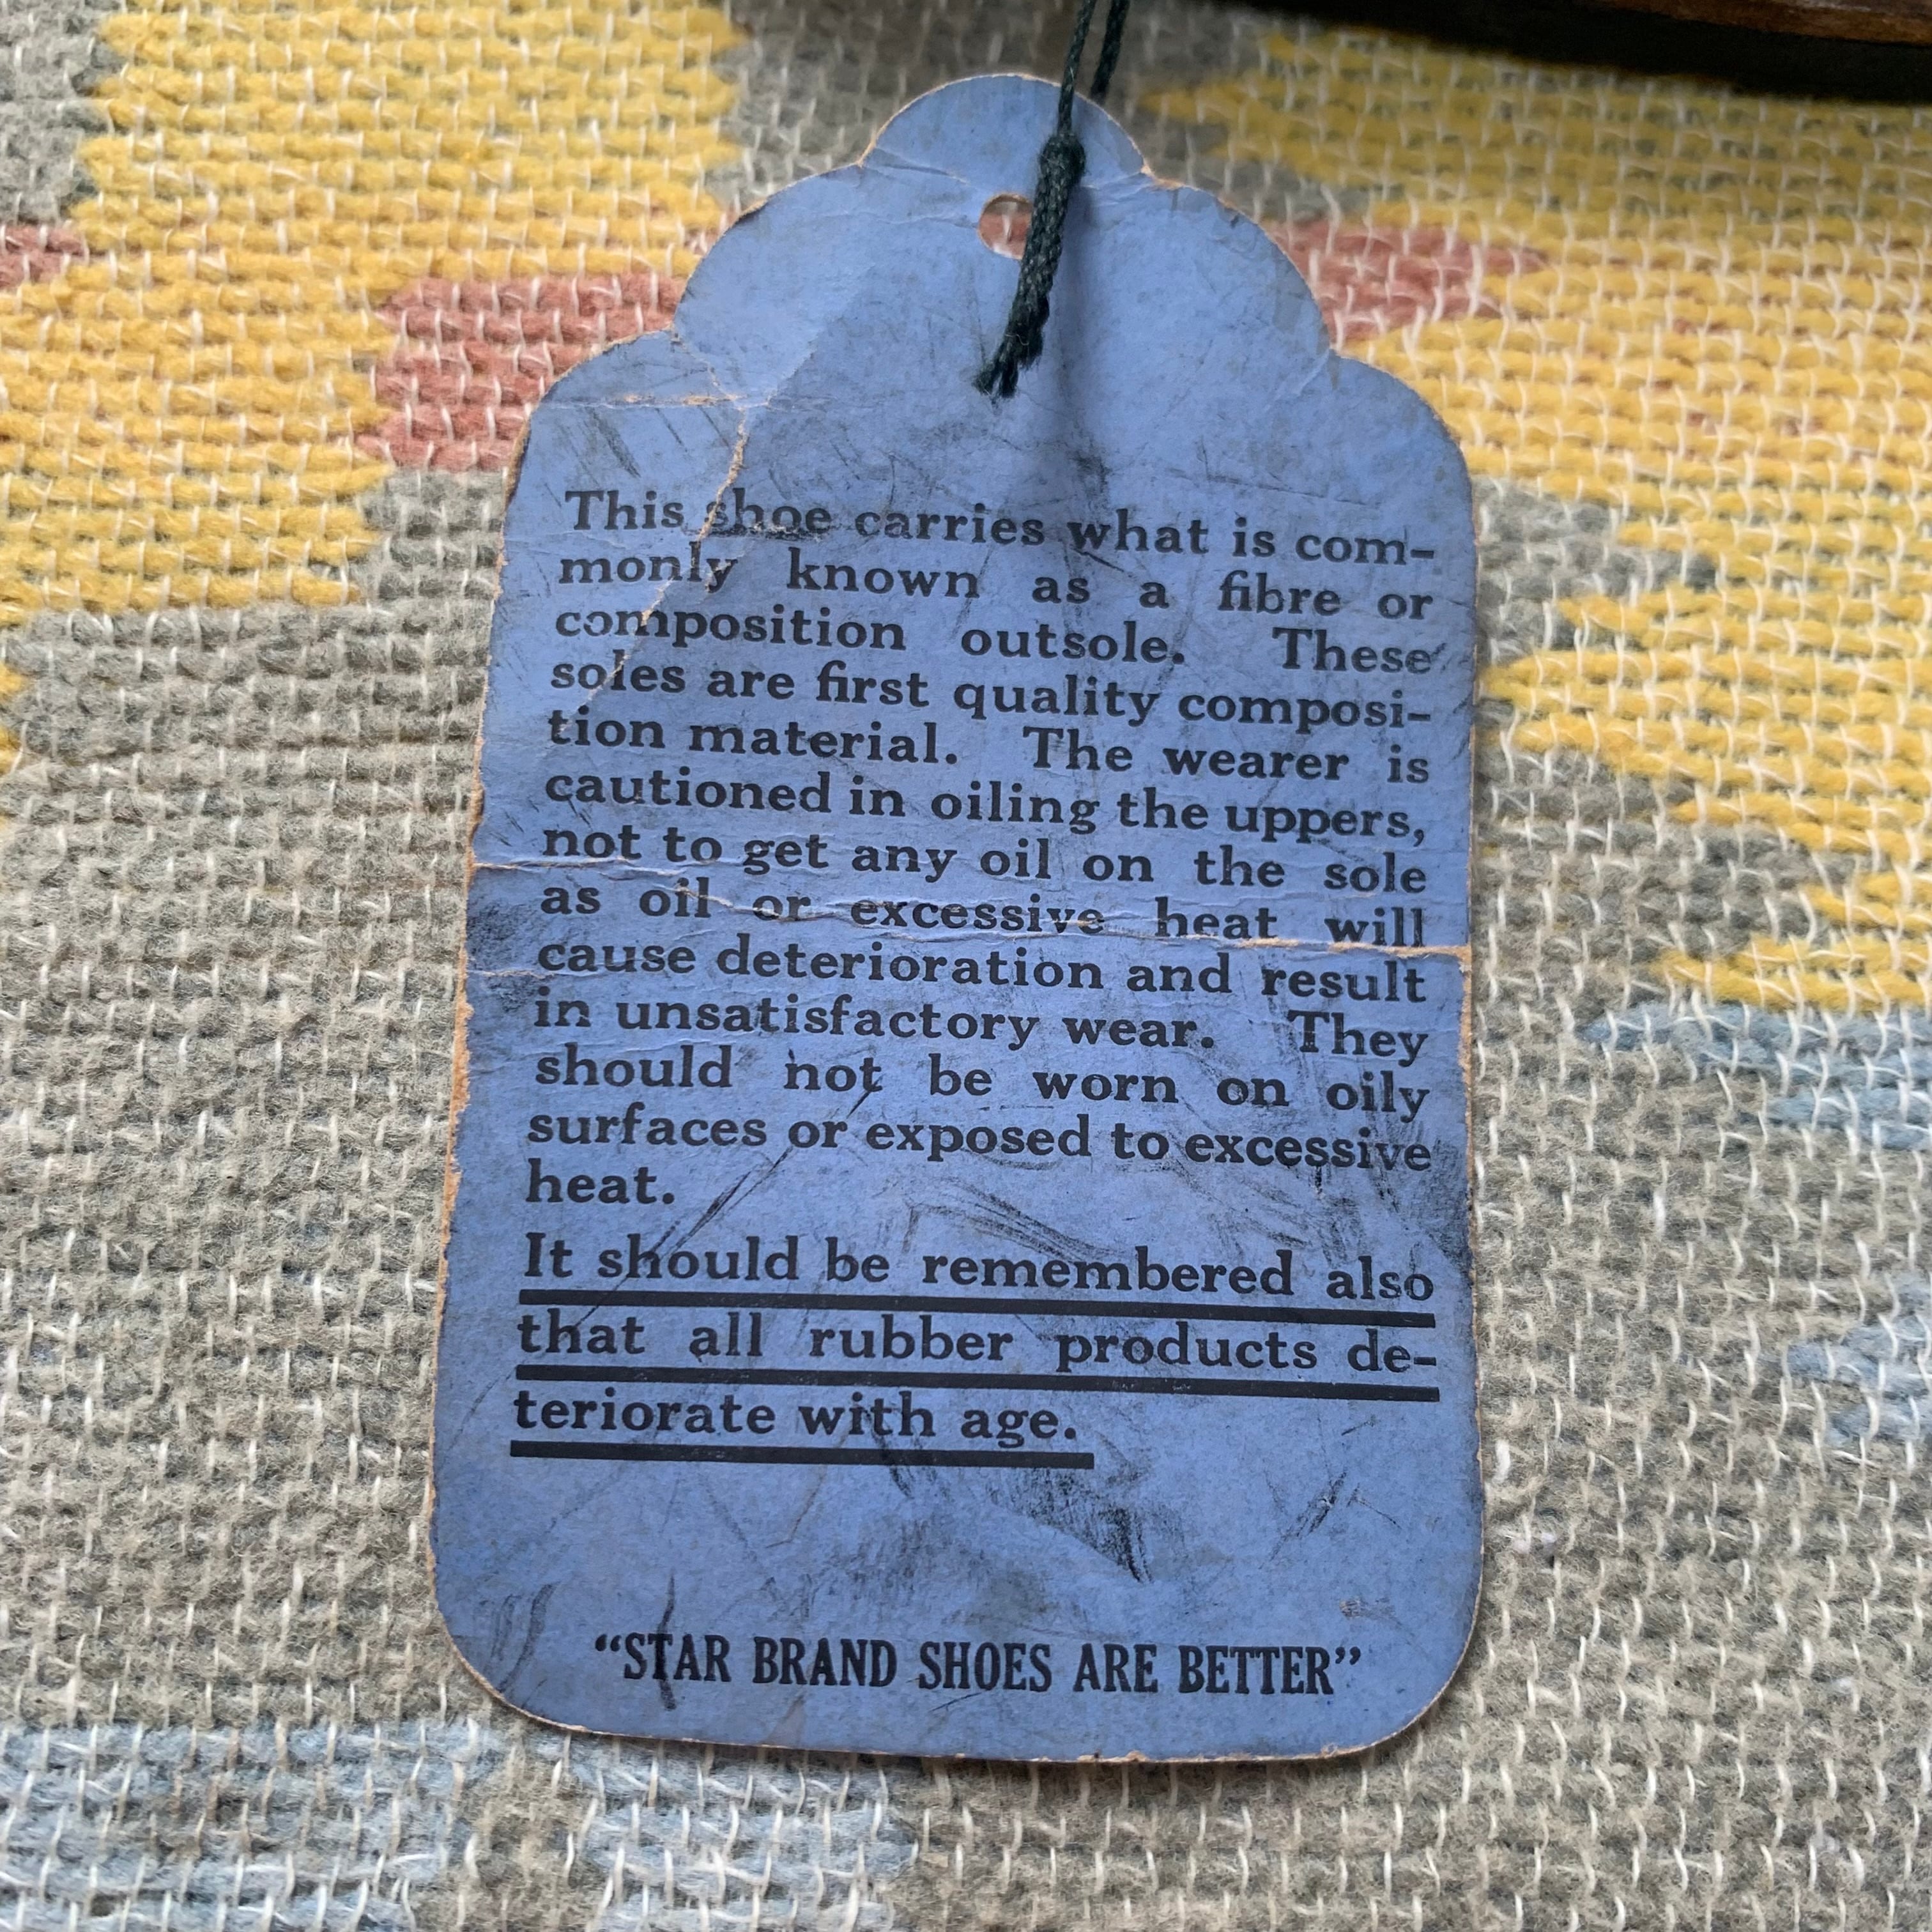 This shoe carries what is com-
monly known as a fibre or
composition outsole. These
soles are first quality composi-
tion material. The wearer is
cautioned in oiling the uppers,
not to get any oil on the sole
as oil or excessive heat will
cause deterioration and result
in unsatisfactory wear. They
should not be worn on oily
surfaces or exposed to excessive
heat.
It should be remembered also
that all rubber products de-
teriorate with age.
“STAR BRAND SHOES ARE BETTER”